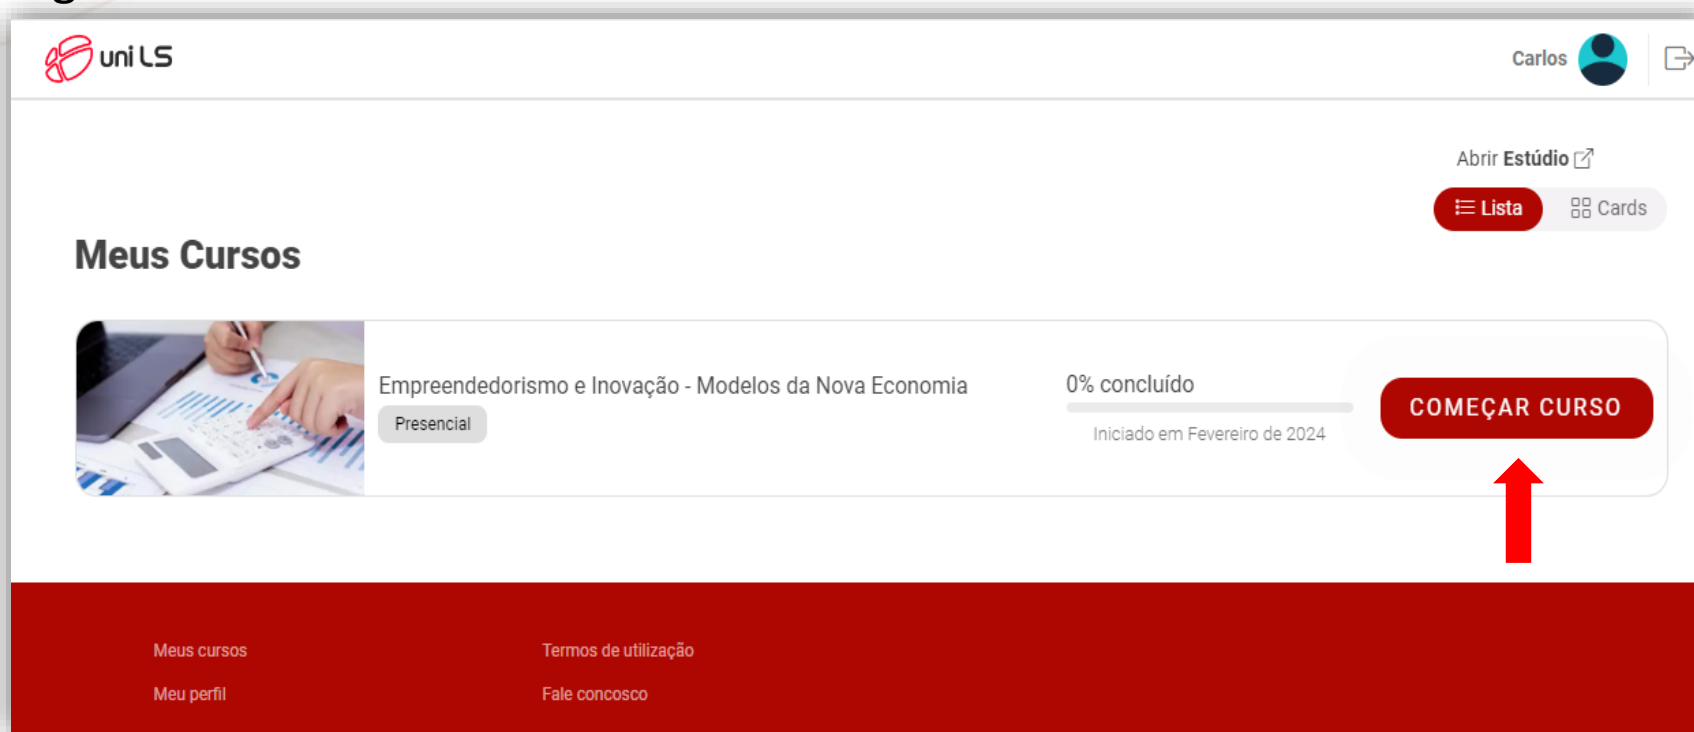 uni LS
Carlos
Abrir Estúdio
Lista
Cards
Meus Cursos
Empreendedorismo e Inovação - Modelos da Nova Economia
Presencial
0% concluído
Iniciado em Fevereiro de 2024
COMEÇAR CURSO
Meus cursos
Termos de utilização
Meu perfil
Fale concosco